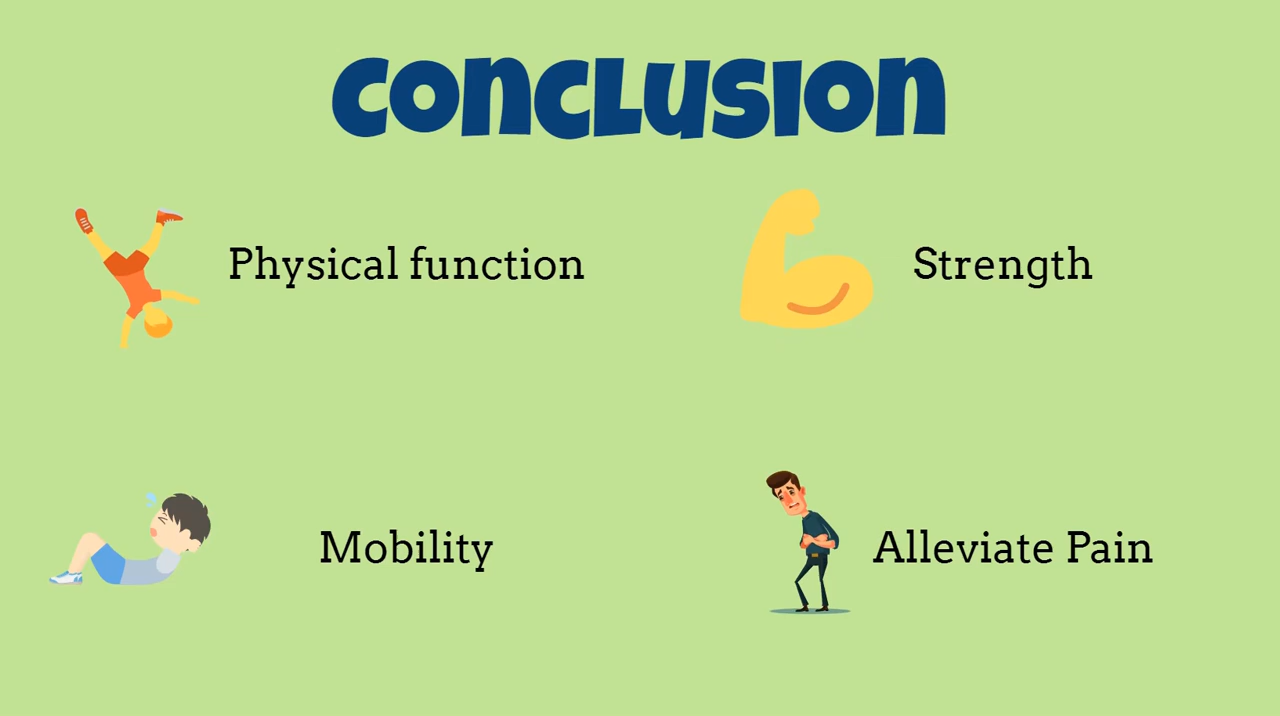 CONCLUSION
Physical function
Strength
Mobility
Alleviate Pain